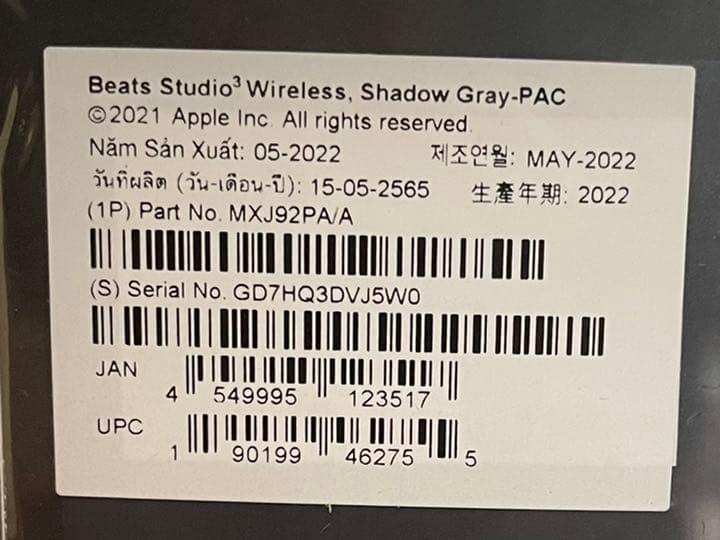 Beats Studio³ Wireless, Shadow Gray-PAC
©2021 Apple Inc. All rights reserved.
Năm Sản Xuất: 05-2022 제조연월: MAY-2022
วันที่ผลิต (วัน-เดือน-ปี): 15-05-2565 生產年期: 2022
(1P) Part No. MXJ92PA/A
(S) Serial No. GD7HQ3DVJ5W0
JAN
4 549995 123517
UPC
1 90199 46275 5